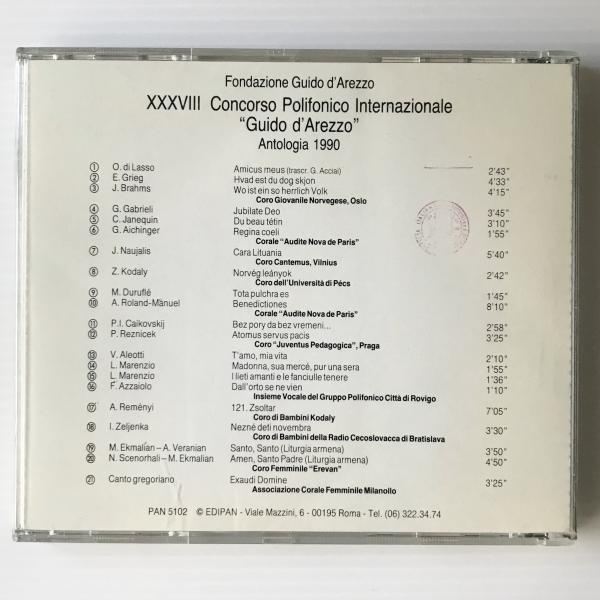 Fondazione Guido d'Arezzo
XXXVIII Concorso Polifonico Internazionale
"Guido d'Arezzo"
Antologia 1990
1 O. di Lasso Amicus meus (trascr. G. Acciai) 2'43"
2 E. Grieg Hvad est du dog skjon 4'33"
3 J. Brahms Wo ist ein so herrlich Volk 4'15"
Coro Giovanile Norvegese, Oslo
4 G. Gabrieli Jubilate Deo 3'45"
5 C. Janequin Du beau tétin 3'10"
6 G. Aichinger Regina coeli 1'55"
Corale "Audite Nova de Paris"
7 J. Naujalis Cara Lituania 5'40"
Coro Cantemus, Vilnius
8 Z. Kodaly Norvég leányok 2'42"
Coro dell'Università di Pécs
9 M. Duruflé Tota pulchra es 1'45"
10 A. Roland-Mànuel Benedictiones 8'10"
Corale "Audite Nova de Paris"
11 P.I. Caikovskij Bez pory da bez vremeni... 2'58"
12 P. Reznicek Atomus servus pacis 3'25"
Coro "Juventus Pedagogica", Praga
13 V. Aleotti T'amo, mia vita 2'10"
14 L. Marenzio Madonna, sua mercé, pur una sera 1'55"
15 L. Marenzio I lieti amanti e le fanciulle tenere 1'36"
16 F. Azzaiolo Dall'orto se ne vien 1'10"
Insieme Vocale del Gruppo Polifonico Città di Rovigo
17 A. Reményi 121. Zsoltar 7'05"
Coro di Bambini Kodaly
18 I. Zeljenka Nezné deti novembra 3'30"
Coro di Bambini della Radio Cecoslovacca di Bratislava
19 M. Ekmalian – A. Veranian Santo, Santo (Liturgia armena) 3'50"
20 N. Scenorhali – M. Ekmalian Amen, Santo Padre (Liturgia armena) 4'50"
Coro Femminile "Erevan"
21 Canto gregoriano Exaudi Domine 3'25"
Associazione Corale Femminile Milanollo
PAN 5102 © EDIPAN - Viale Mazzini, 6 - 00195 Roma - Tel. (06) 322.34.74